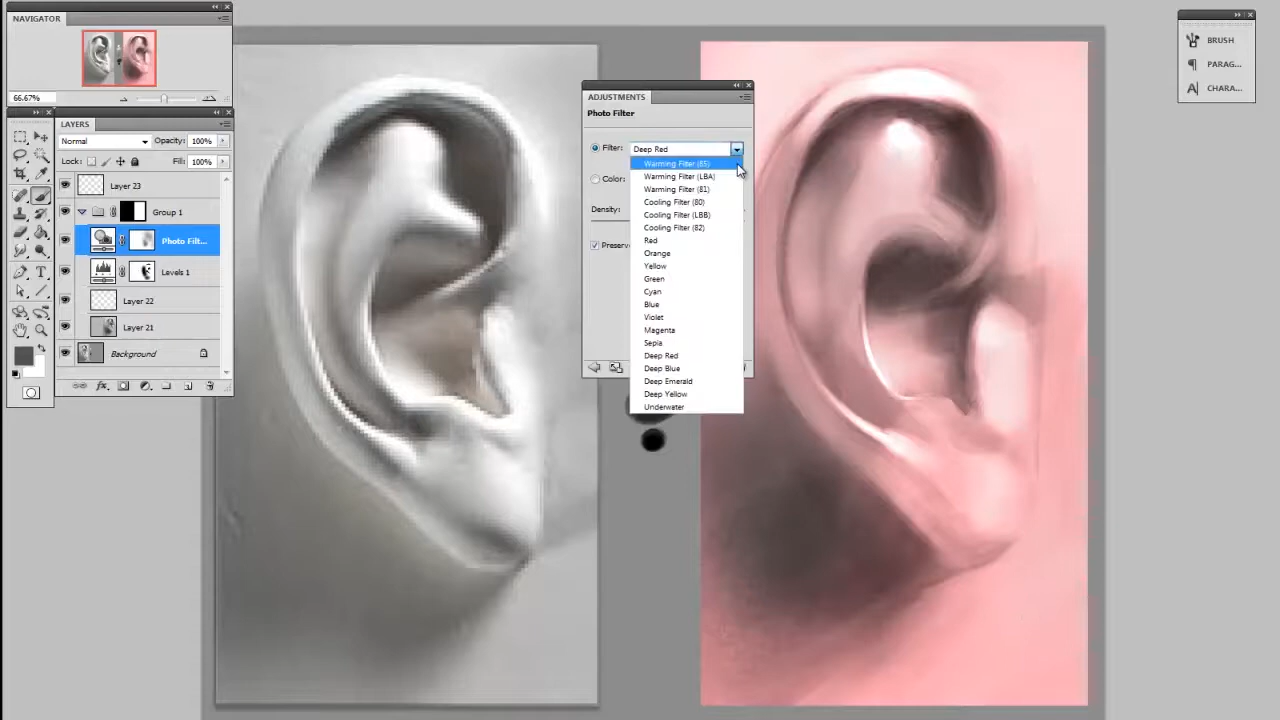 NAVIGATOR
66.67%
LAYERS
Normal
Opacity: 100%
Lock:
Fill: 100%
Layer 23
Group 1
Photo Filt...
Levels 1
Layer 22
Layer 21
Background
fx.
T
ADJUSTMENTS
Photo Filter
Filter: Deep Red
Warming Filter (85)
Warming Filter (LBA)
Warming Filter (81)
Cooling Filter (80)
Cooling Filter (LBB)
Cooling Filter (82)
Red
Orange
Yellow
Green
Cyan
Blue
Violet
Magenta
Sepia
Deep Red
Deep Blue
Deep Emerald
Deep Yellow
Underwater
Color:
Density:
Preserve
BRUSH
PARAG...
CHARA...